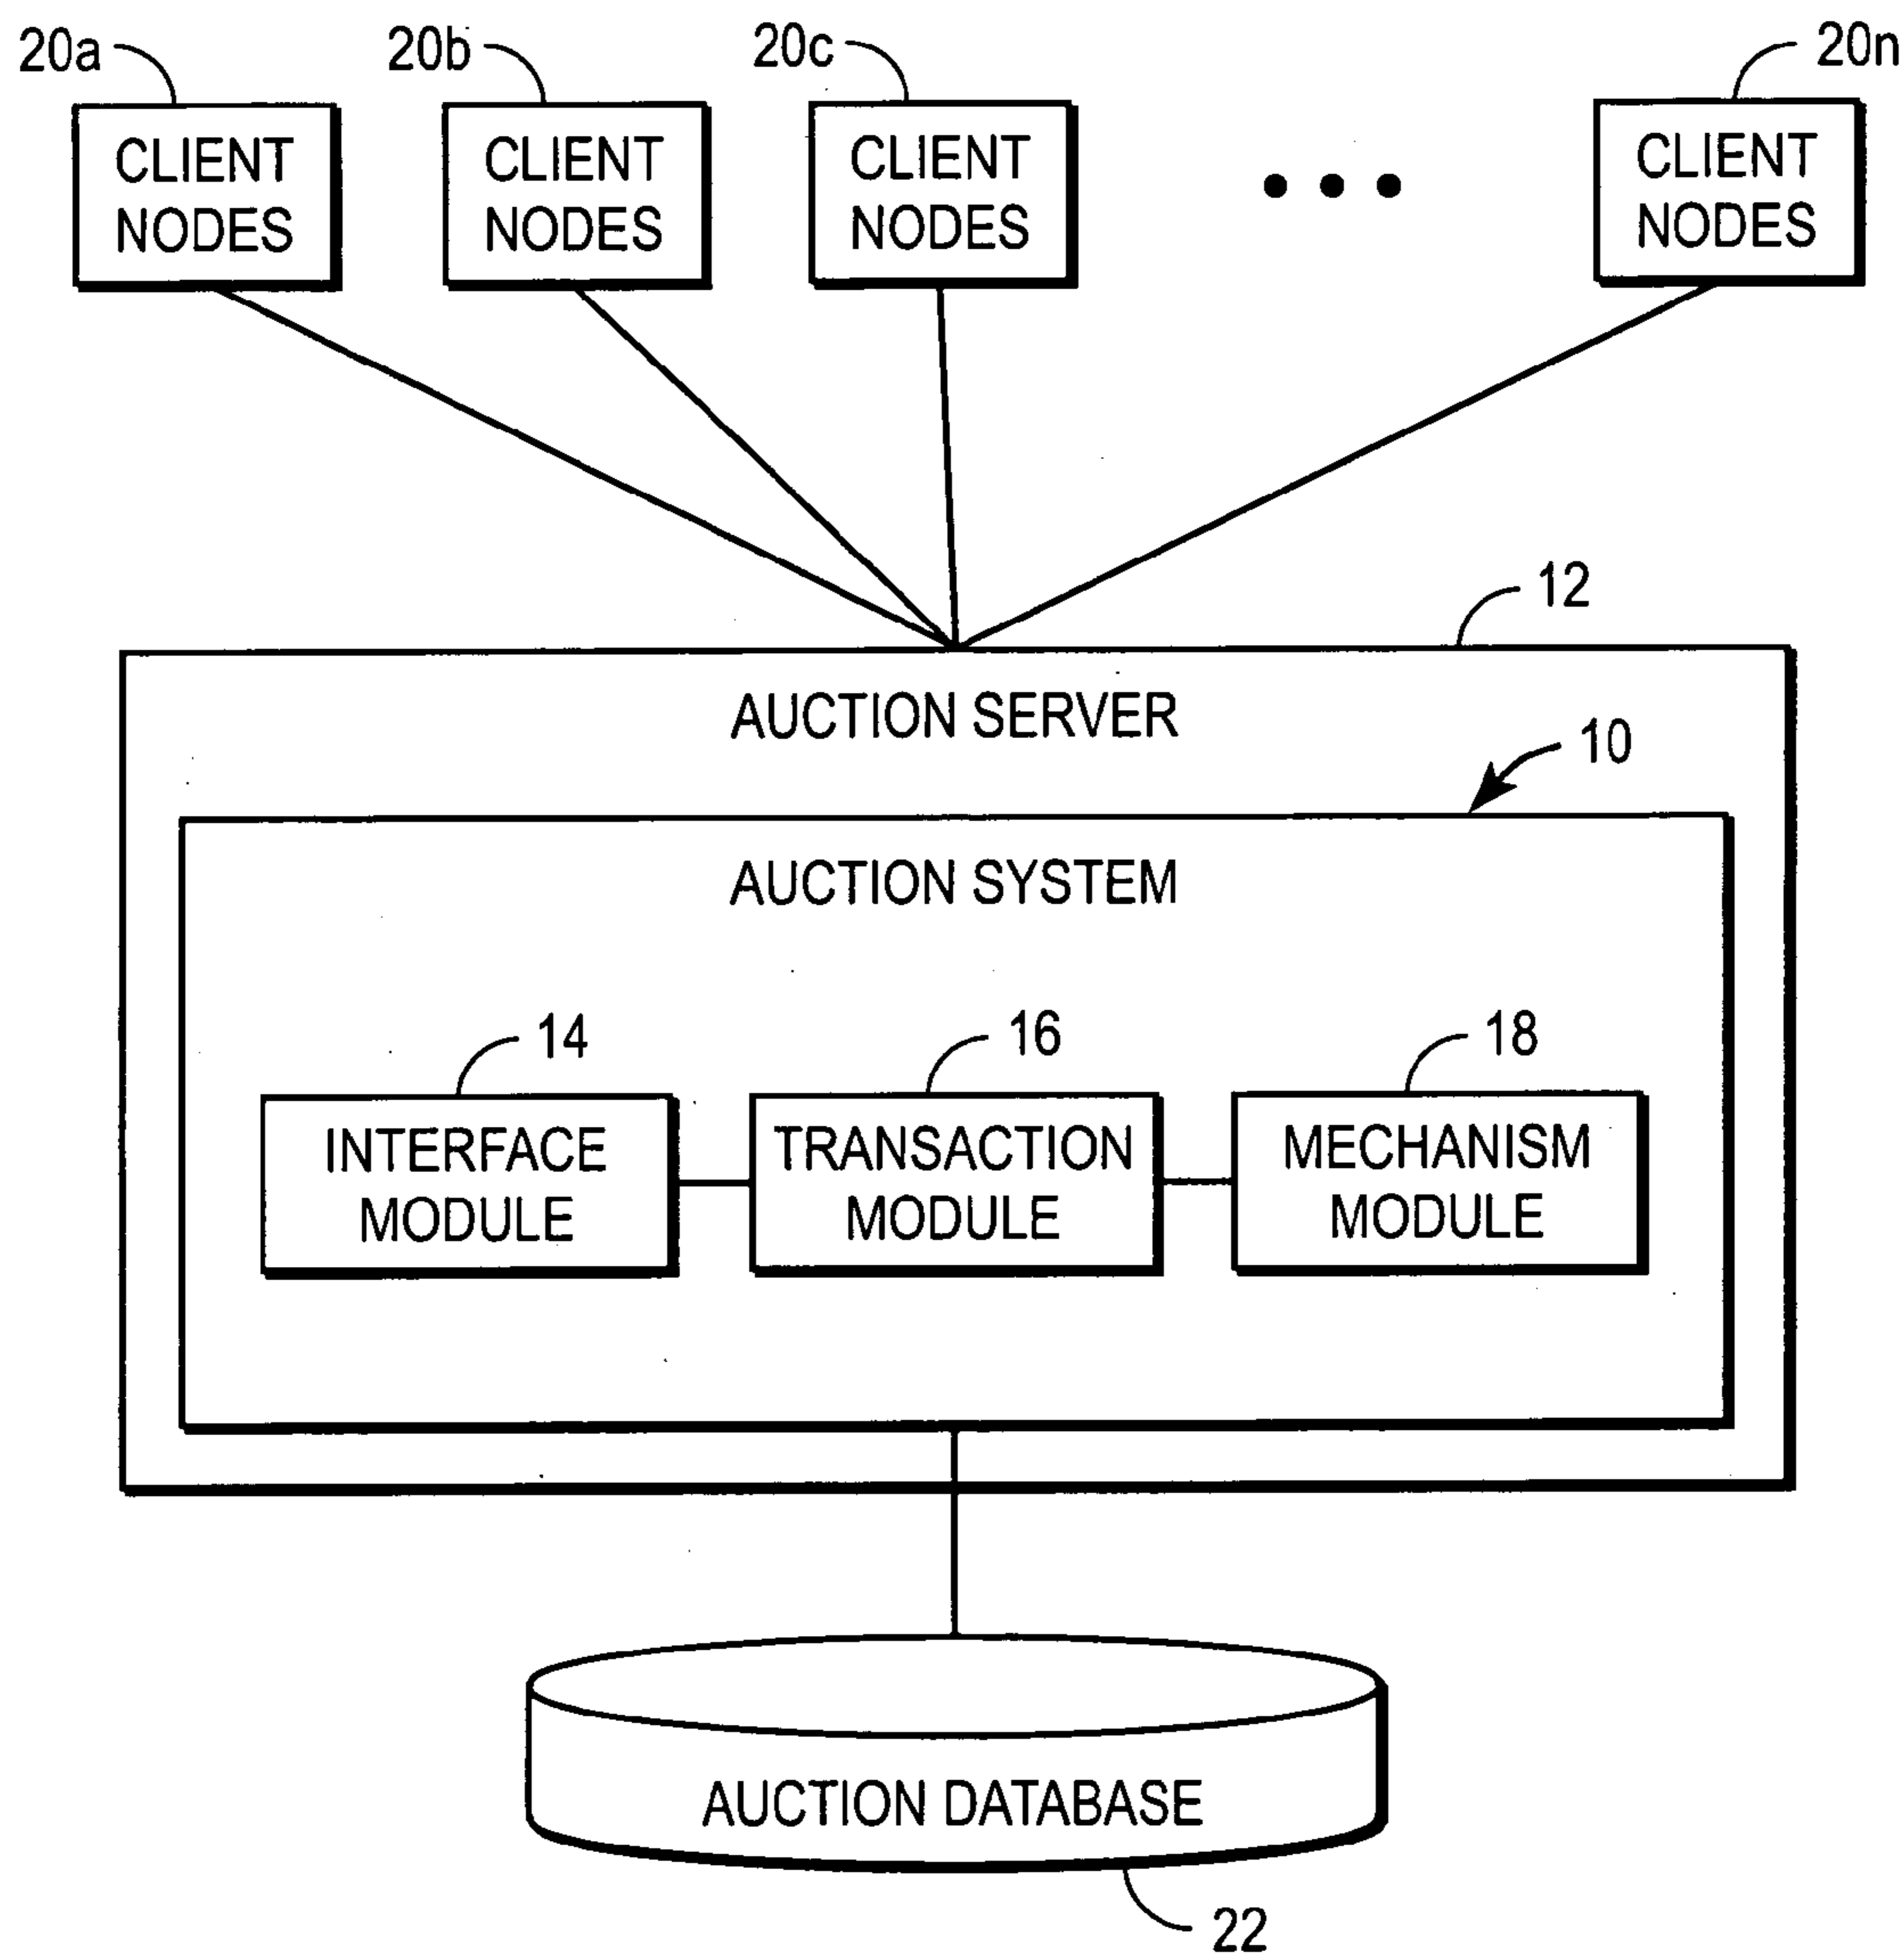 20a
20b
20c
20n
CLIENT
NODES
CLIENT
NODES
CLIENT
NODES
CLIENT
NODES
12
AUCTION SERVER
10
AUCTION SYSTEM
14
16
18
INTERFACE
MODULE
TRANSACTION
MODULE
MECHANISM
MODULE
AUCTION DATABASE
22